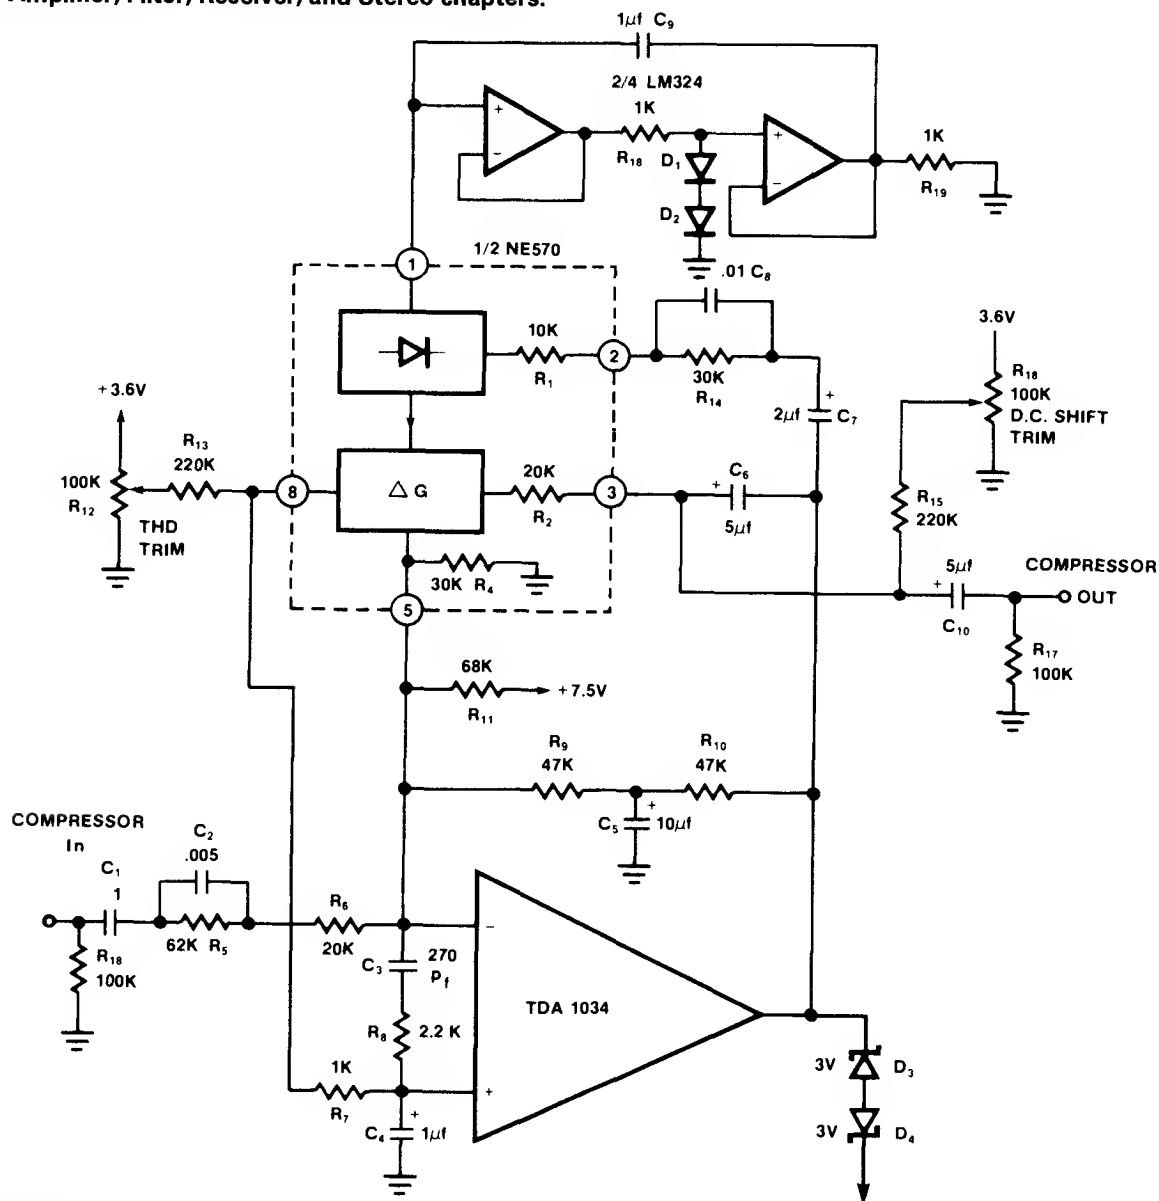 Amplifier, Filter, Receiver, and Stereo chapters.
1μf C9
2/4 LM324
1K
R18
D1
D2
+
−
+
−
1K
R19
1
1/2 NE570
.01 C8
10K
R1
2
30K
R14
+
2μf C7
3.6V
R18
100K
D.C. SHIFT
TRIM
+3.6V
R13
220K
100K
R12
THD
TRIM
8
△ G
20K
R2
3
C6
+
5μf
R15
220K
30K R4
5
5μf
+
C10
COMPRESSOR
OUT
R17
100K
68K
R11
+7.5V
R9
47K
R10
47K
C5
+
10μf
COMPRESSOR
In
C1
1
C2
.005
62K R5
R18
100K
R6
20K
C3
270
Pf
R8 2.2 K
1K
R7
C4
+
1μf
−
+
TDA 1034
3V D3
3V D4